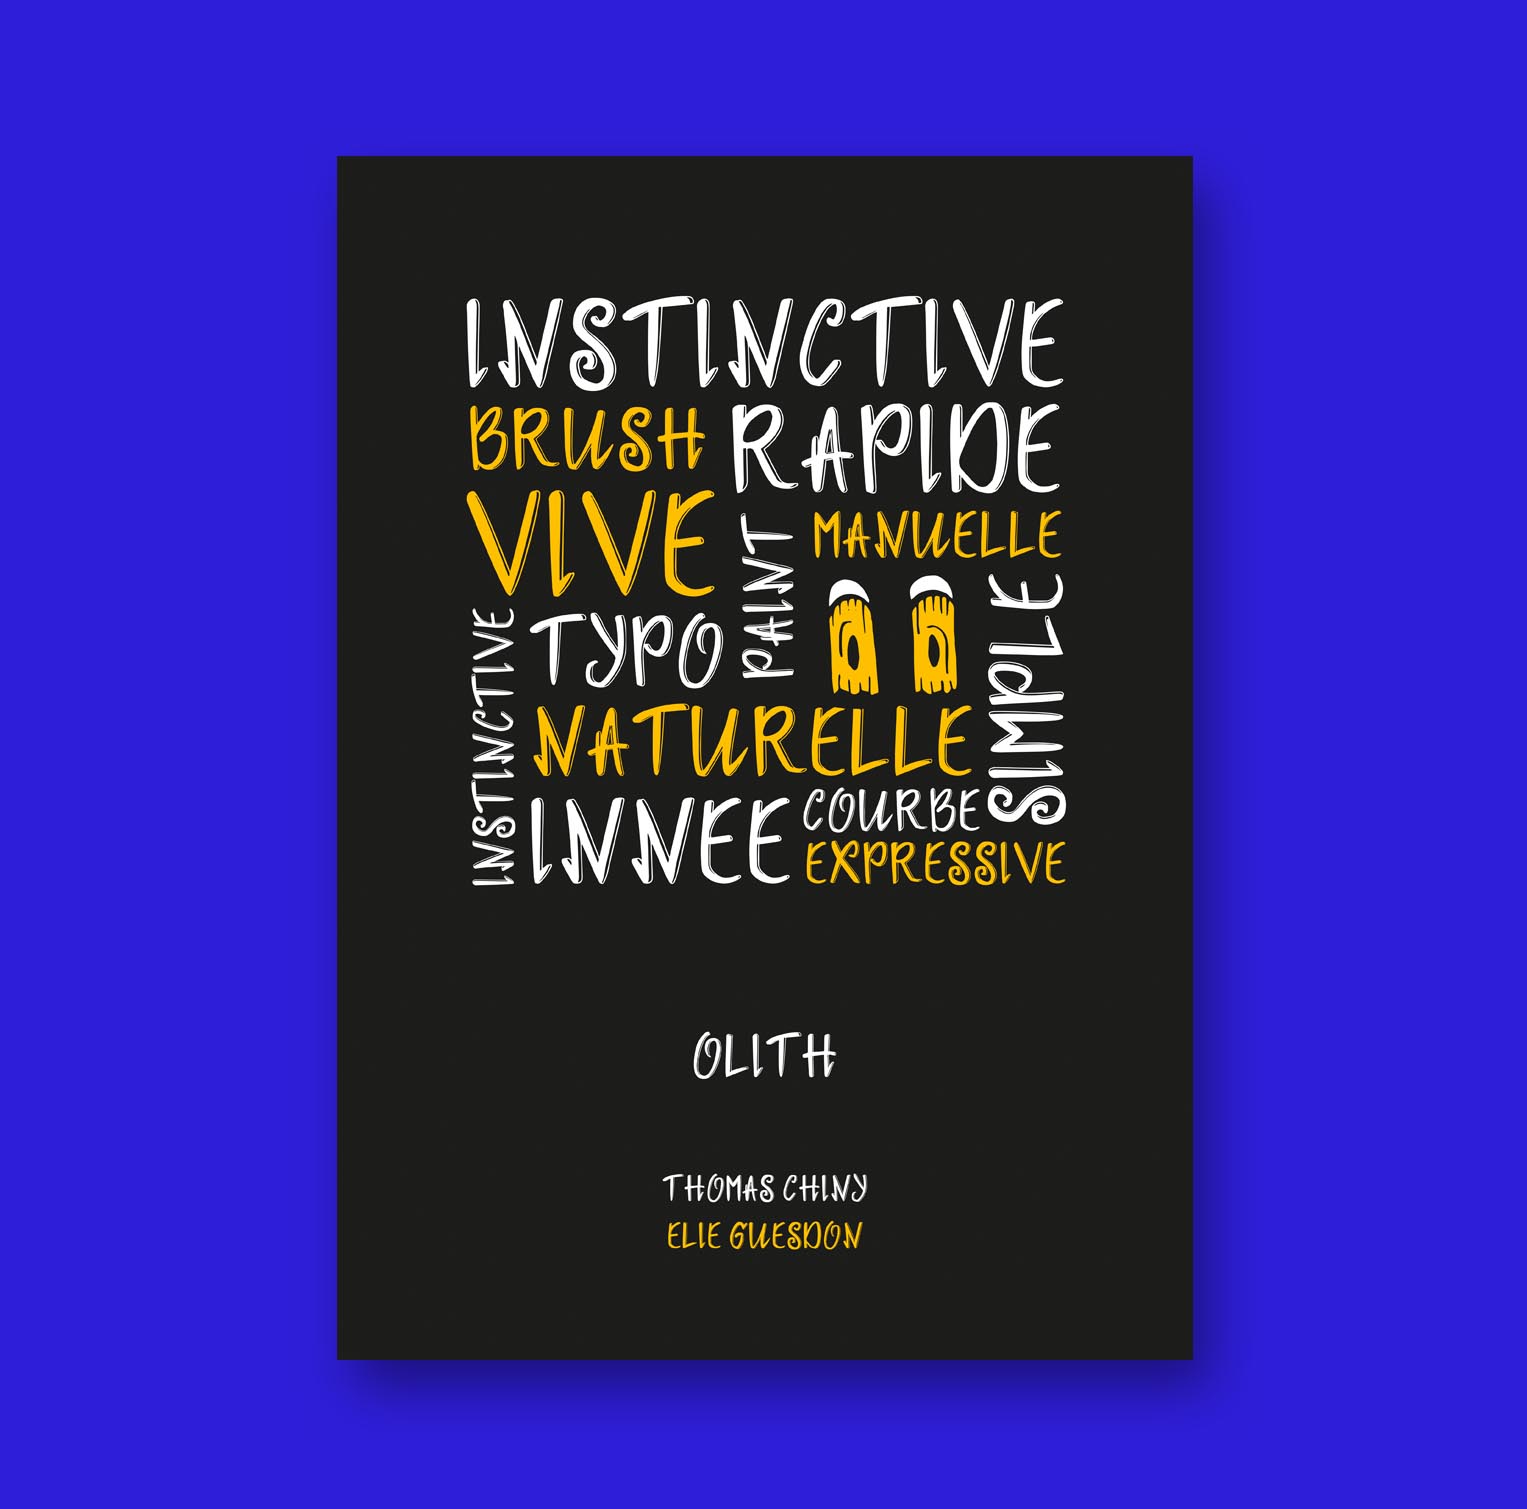 INSTINCTIVE
BRUSH
RAPIDE
VIVE
PAINT
MANUELLE
INSTINCTIVE
TYPO
SIMPLE
NATURELLE
INNEE
COURBE
EXPRESSIVE
OLITH
THOMAS CHINY
ELIE GUESDON